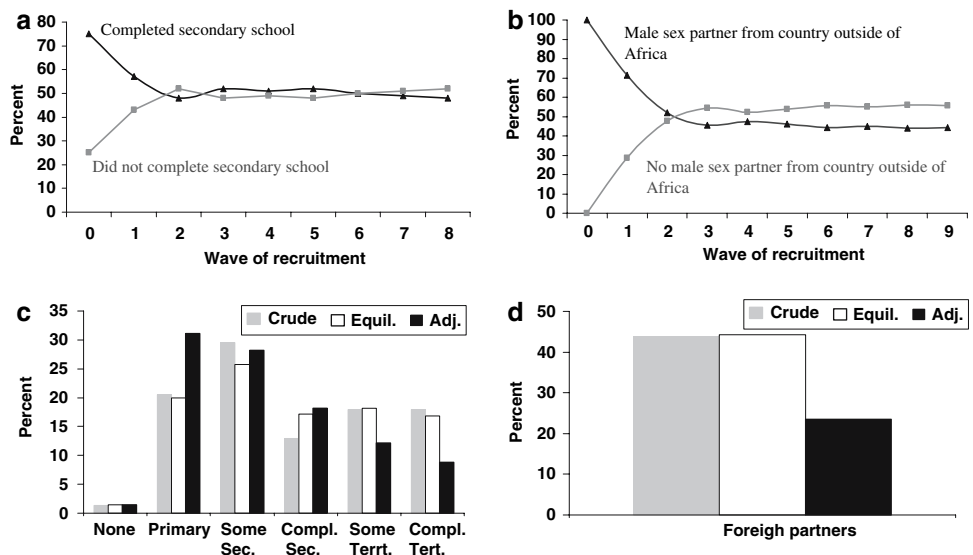 a
80
70
60
50
40
30
20
10
0
Percent
Completed secondary school
Did not complete secondary school
0 1 2 3 4 5 6 7 8
Wave of recruitment
b
100
90
80
70
60
50
40
30
20
10
0
Percent
Male sex partner from country outside of
Africa
No male sex partner from country outside of
Africa
0 1 2 3 4 5 6 7 8 9
Wave of recruitment
c
35
30
25
20
15
10
5
0
Percent
Crude Equil. Adj.
None Primary Some Compl. Some Compl.
Sec. Sec. Terrt. Tert.
d
50
40
30
20
10
0
Percent
Crude Equil. Adj.
Foreigh partners